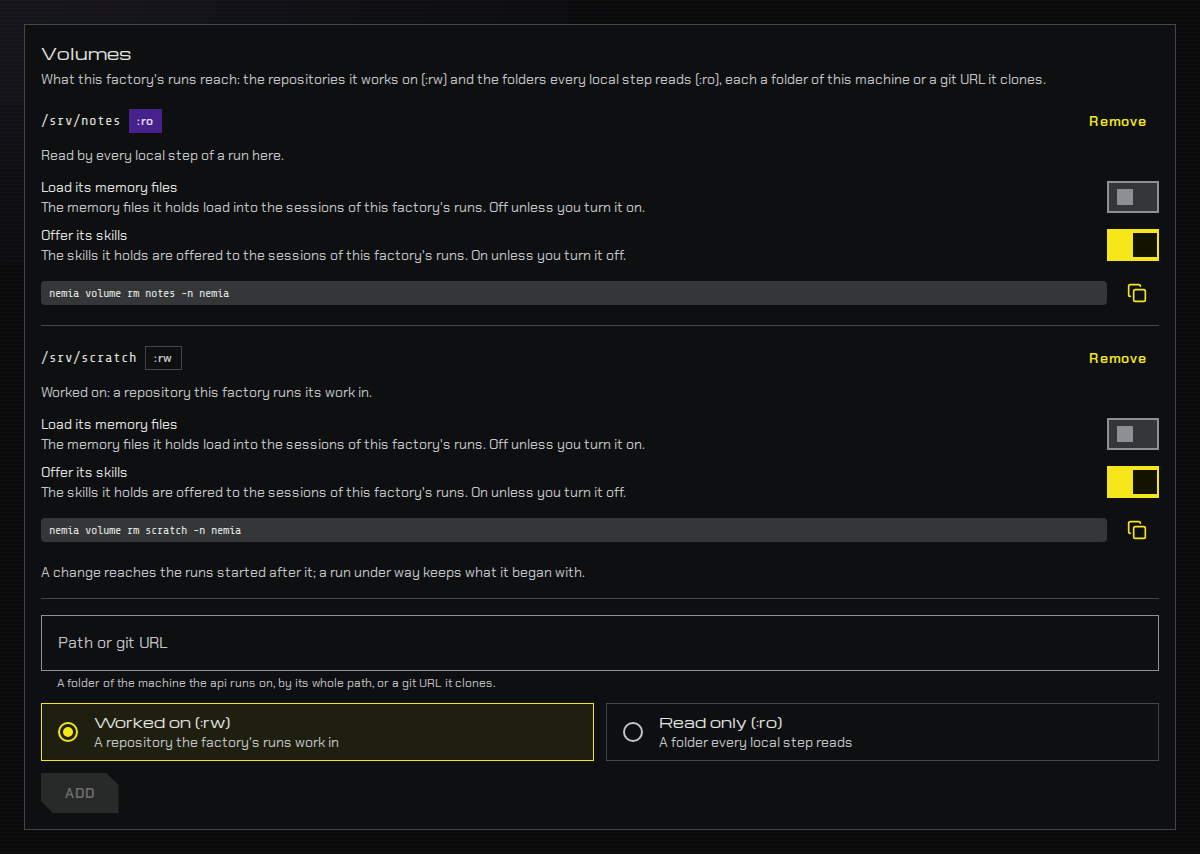 Volumes
What this factory's runs reach: the repositories it works on (:rw) and the folders every local step reads (:ro), each a folder of this machine or a git URL it clones.
/srv/notes :ro Remove
Read by every local step of a run here.
Load its memory files
The memory files it holds load into the sessions of this factory's runs. Off unless you turn it on.
Offer its skills
The skills it holds are offered to the sessions of this factory's runs. On unless you turn it off.
nemia volume rm notes -n nemia
/srv/scratch :rw Remove
Worked on: a repository this factory runs its work in.
Load its memory files
The memory files it holds load into the sessions of this factory's runs. Off unless you turn it on.
Offer its skills
The skills it holds are offered to the sessions of this factory's runs. On unless you turn it off.
nemia volume rm scratch -n nemia
A change reaches the runs started after it; a run under way keeps what it began with.
Path or git URL
A folder of the machine the api runs on, by its whole path, or a git URL it clones.
Worked on (:rw)
A repository the factory's runs work in
Read only (:ro)
A folder every local step reads
ADD